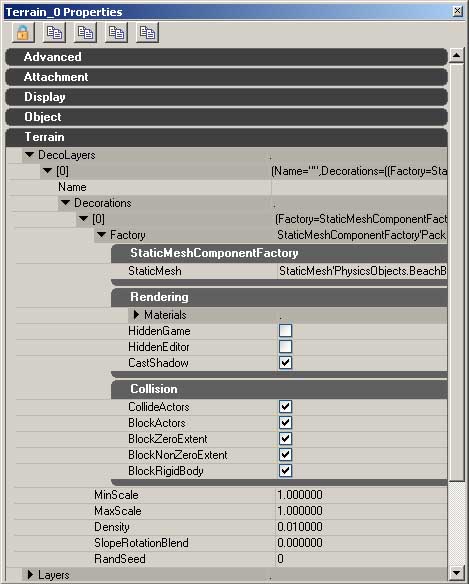 Terrain_0 Properties
Advanced
Attachment
Display
Object
Terrain
DecoLayers .
[0] (Name="",Decorations=((Factory=Sta
Name
Decorations .
[0] (Factory=StaticMeshComponentFact
Factory StaticMeshComponentFactory'Pack
StaticMeshComponentFactory
StaticMesh StaticMesh'PhysicsObjects.BeachB
Rendering
Materials .
HiddenGame
HiddenEditor
CastShadow
Collision
CollideActors
BlockActors
BlockZeroExtent
BlockNonZeroExtent
BlockRigidBody
MinScale 1.000000
MaxScale 1.000000
Density 0.010000
SlopeRotationBlend 0.000000
RandSeed 0
Layers .